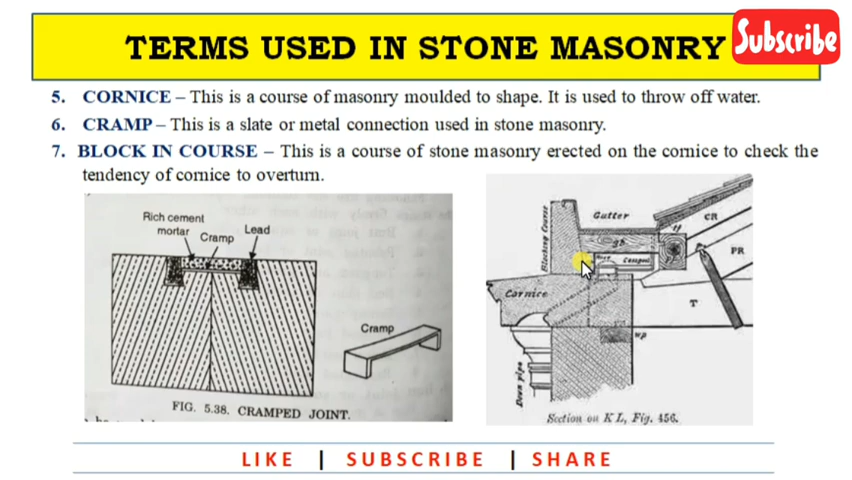 TERMS USED IN STONE MASONRY
Subscribe
5. CORNICE – This is a course of masonry moulded to shape. It is used to throw off water.
6. CRAMP – This is a slate or metal connection used in stone masonry.
7. BLOCK IN COURSE – This is a course of stone masonry erected on the cornice to check the
tendency of cornice to overturn.
Rich cement
mortar
Cramp
Lead
Cramp
FIG. 5.38. CRAMPED JOINT.
Blocking Course
Gutter
CR
tf
gb
PR
Cornice
T
wp
Down pipe
Section on KL, Fig. 456.
LIKE | SUBSCRIBE | SHARE